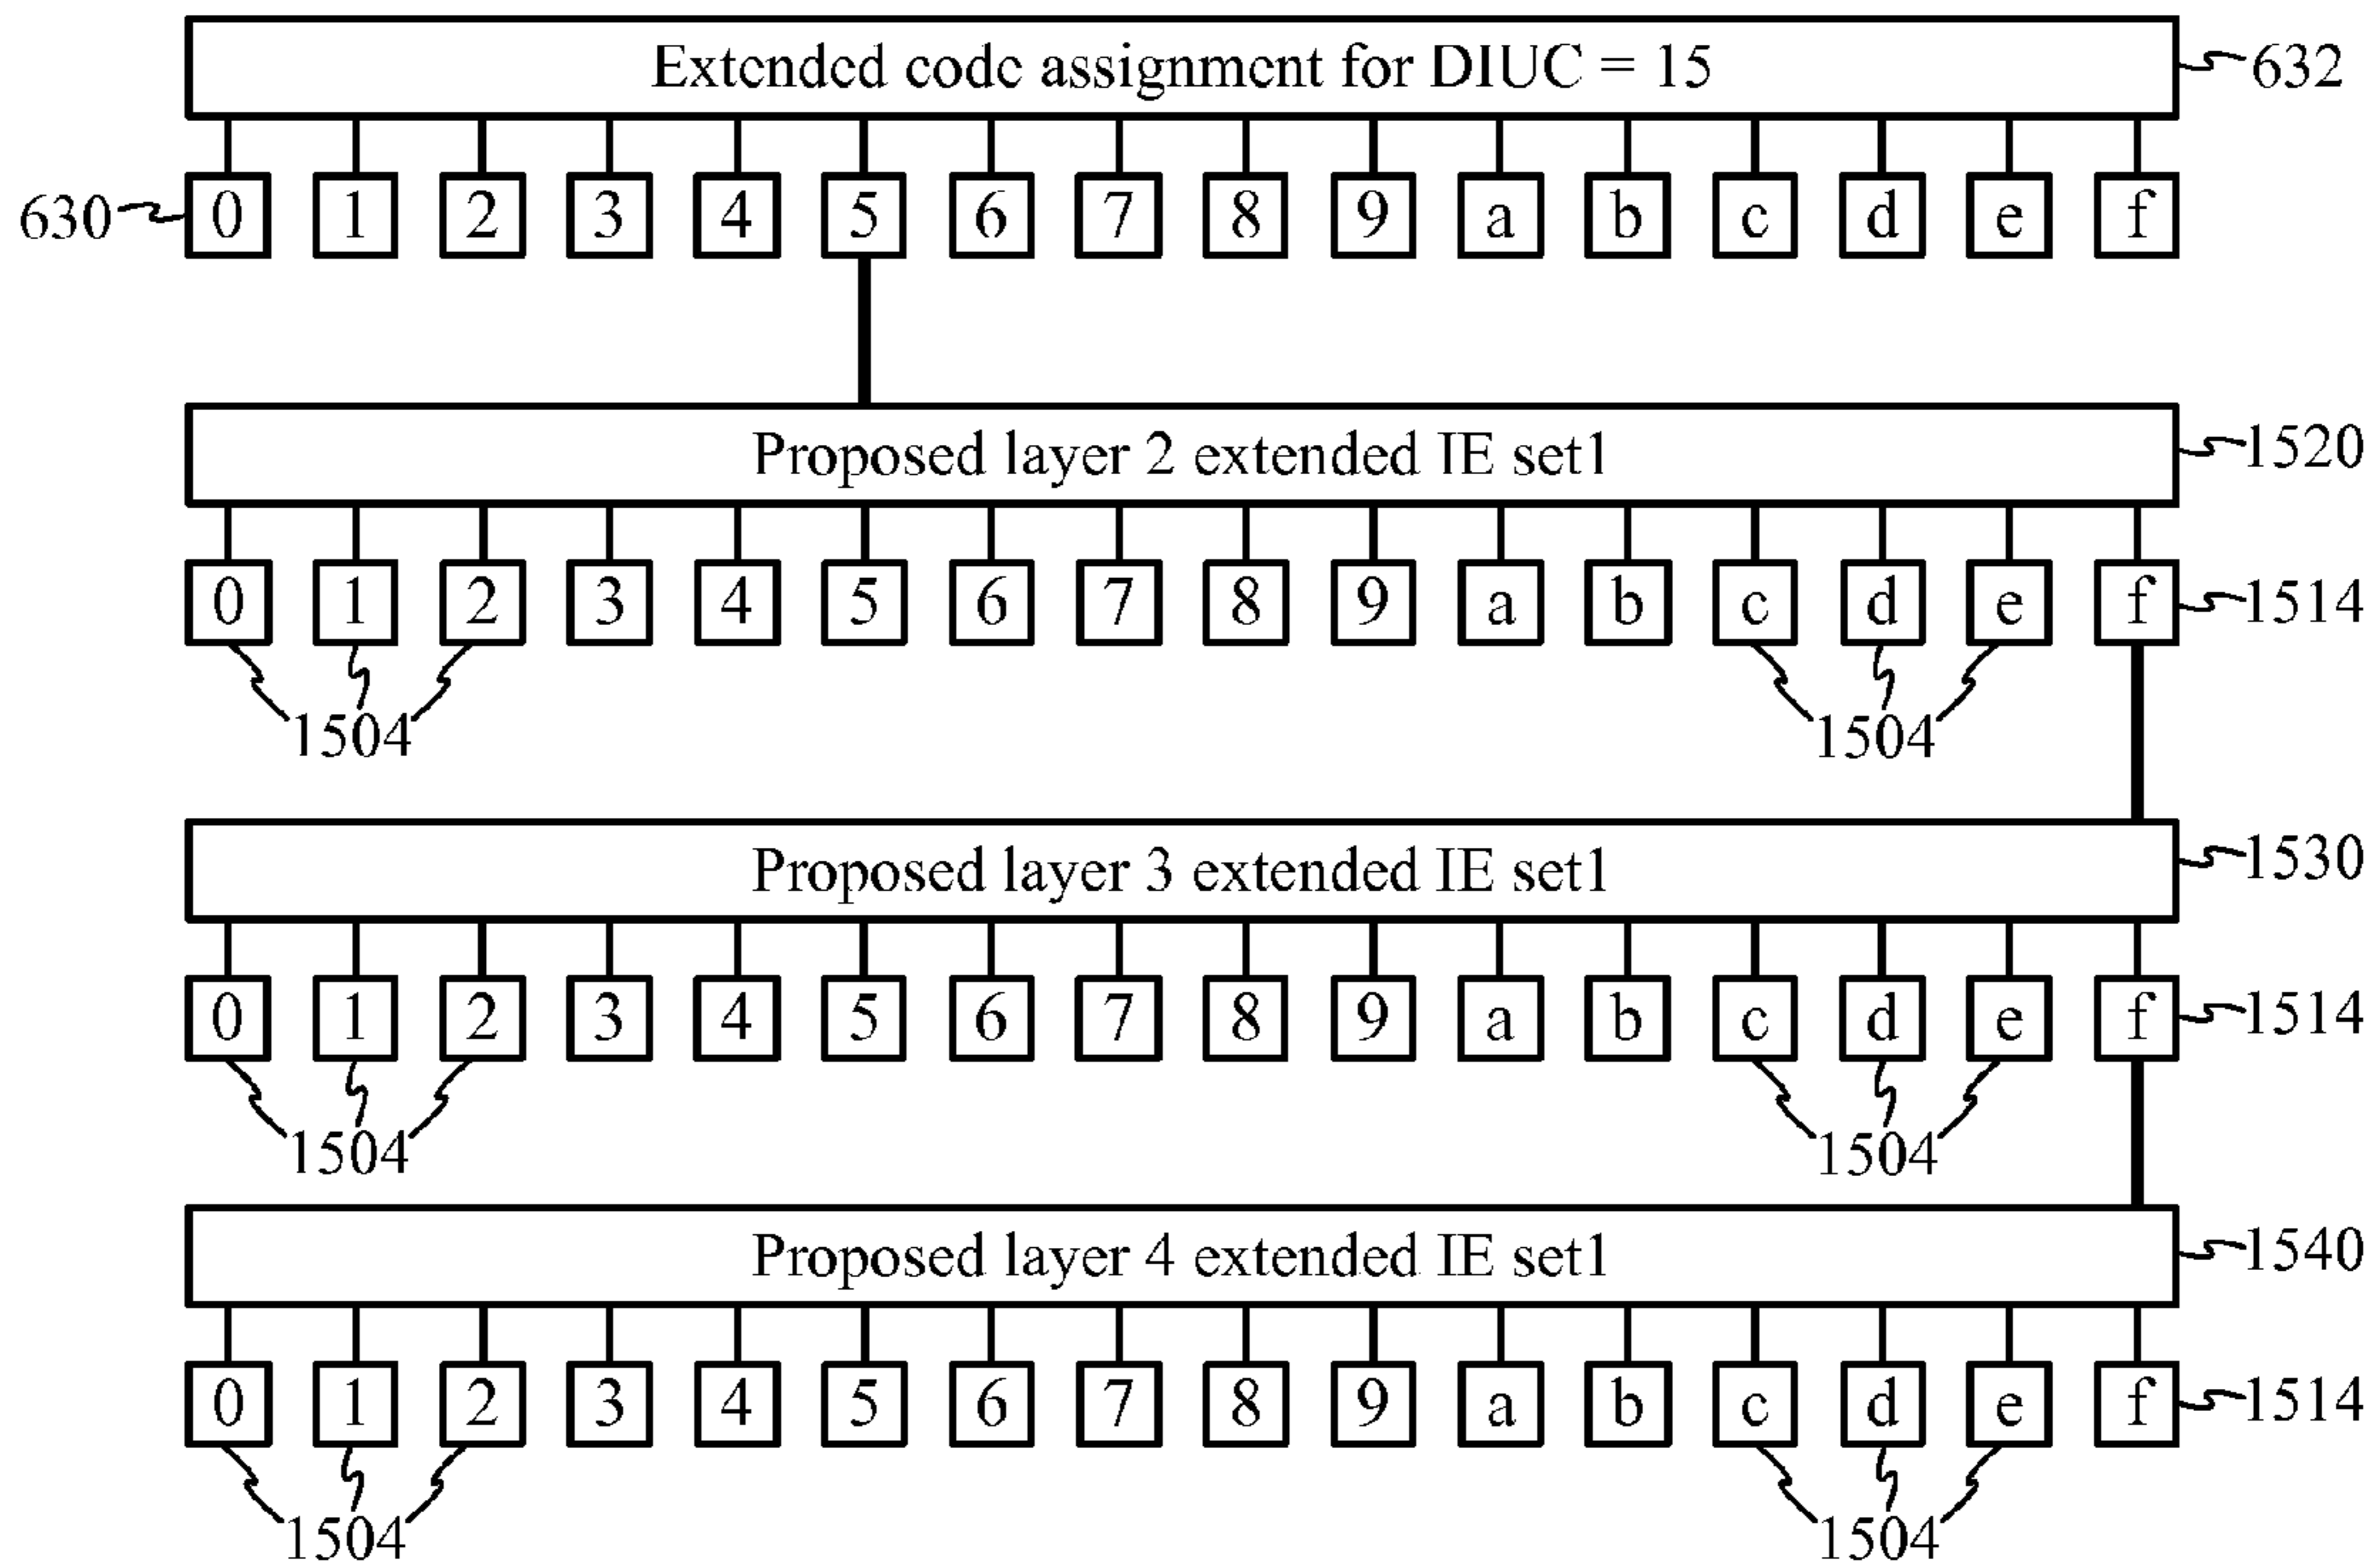 Extended code assignment for DIUC = 15 632
630 0 1 2 3 4 5 6 7 8 9 a b c d e f
Proposed layer 2 extended IE set1 1520
0 1 2 3 4 5 6 7 8 9 a b c d e f 1514
1504 1504
Proposed layer 3 extended IE set1 1530
0 1 2 3 4 5 6 7 8 9 a b c d e f 1514
1504 1504
Proposed layer 4 extended IE set1 1540
0 1 2 3 4 5 6 7 8 9 a b c d e f 1514
1504 1504